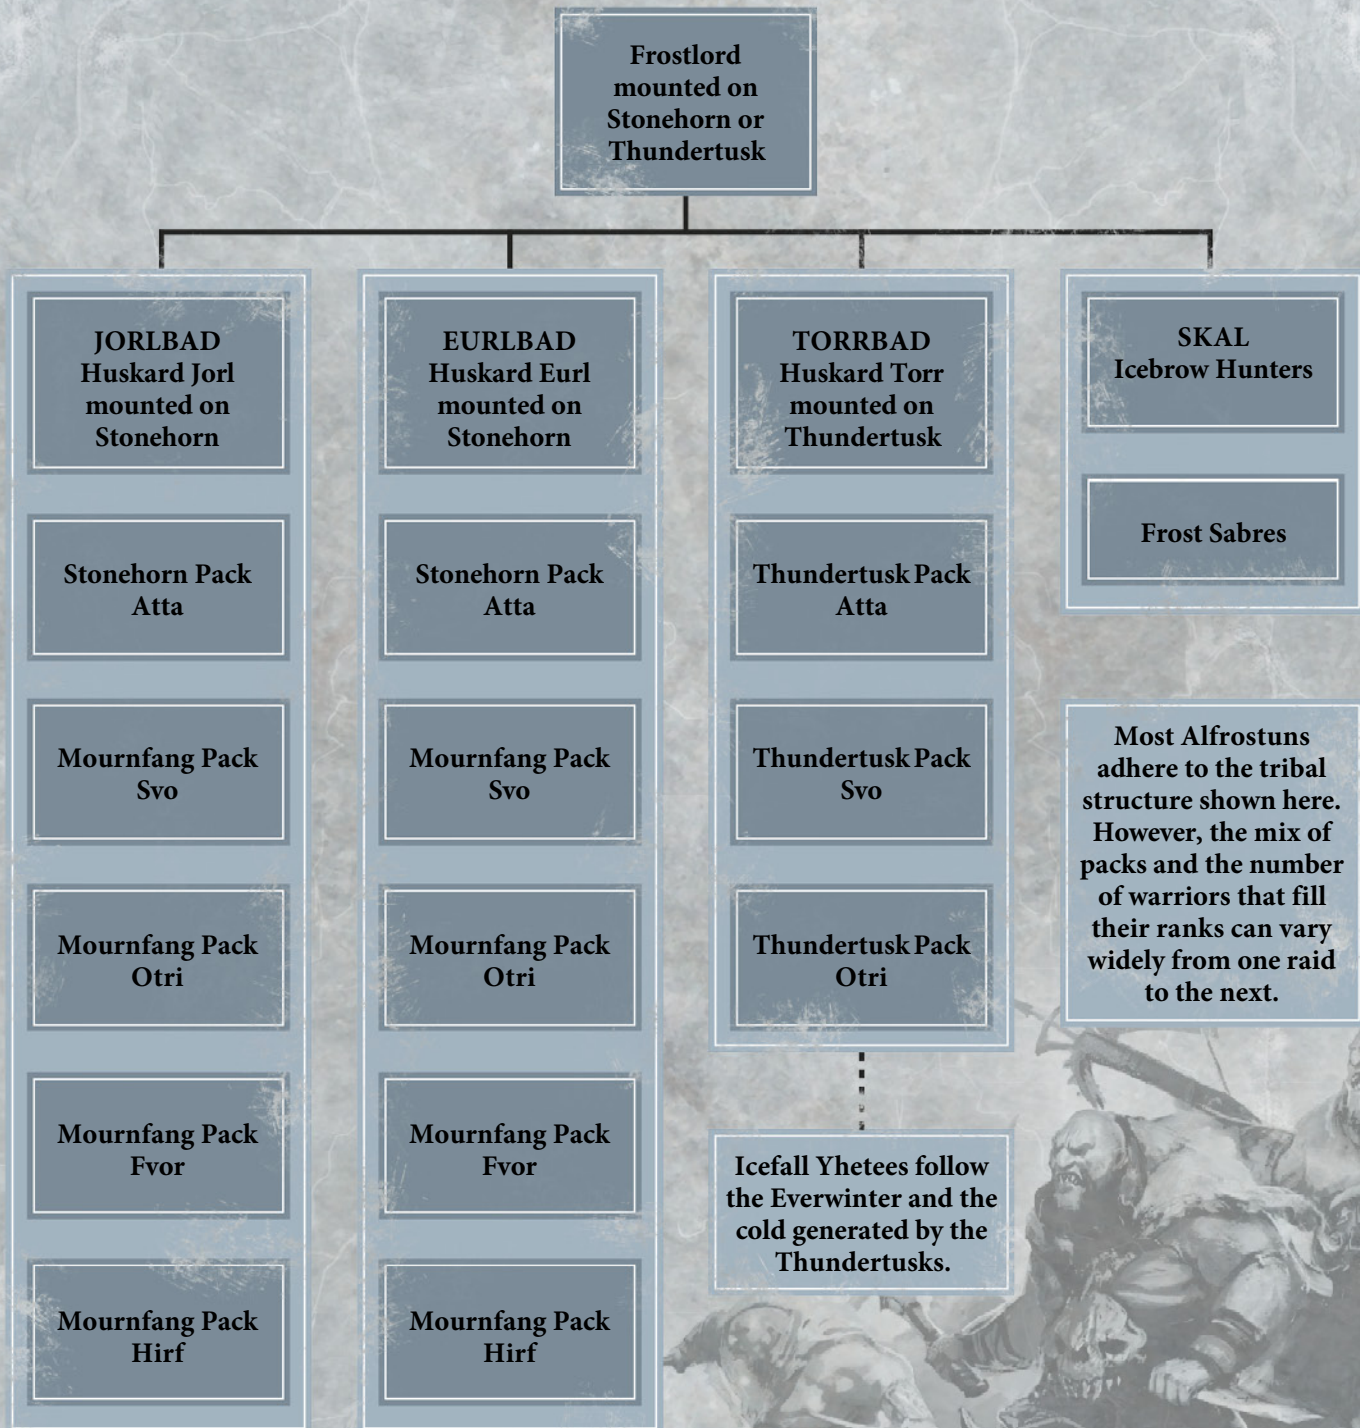 Frostlord
mounted on
Stonehorn or
Thundertusk
JORLBAD
Huskard Jorl
mounted on
Stonehorn
Stonehorn Pack
Atta
Mournfang Pack
Svo
Mournfang Pack
Otri
Mournfang Pack
Fvor
Mournfang Pack
Hirf
EURLBAD
Huskard Eurl
mounted on
Stonehorn
Stonehorn Pack
Atta
Mournfang Pack
Svo
Mournfang Pack
Otri
Mournfang Pack
Fvor
Mournfang Pack
Hirf
TORRBAD
Huskard Torr
mounted on
Thundertusk
Thundertusk Pack
Atta
Thundertusk Pack
Svo
Thundertusk Pack
Otri
Icefall Yhetees follow
the Everwinter and the
cold generated by the
Thundertusks.
SKAL
Icebrow Hunters
Frost Sabres
Most Alfrostuns
adhere to the tribal
structure shown here.
However, the mix of
packs and the number
of warriors that fill
their ranks can vary
widely from one raid
to the next.